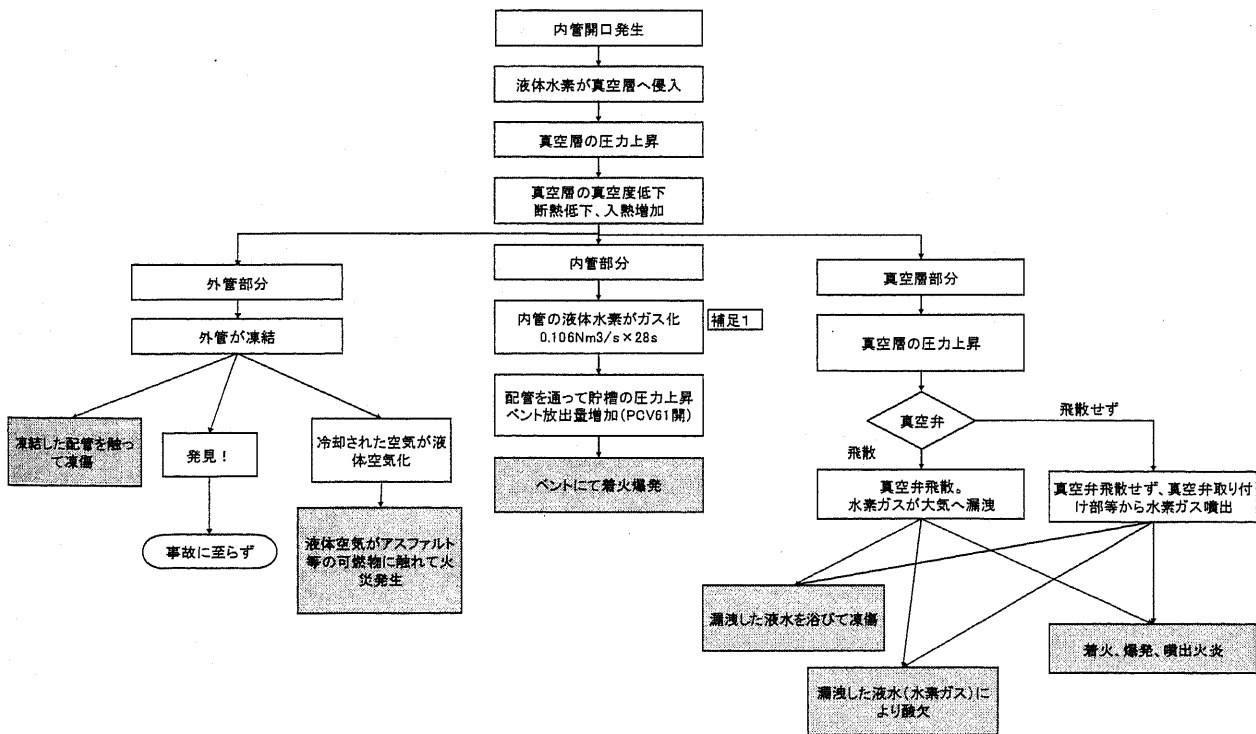 内管開口発生
液体水素が真空層へ侵入
真空層の圧力上昇
真空層の真空度低下
断熱低下、入熱増加
外管部分
内管部分
真空層部分
外管が凍結
内管の液体水素がガス化
0.106Nm3/s×28s
補足1
真空層の圧力上昇
配管を通って貯槽の圧力上昇
ベント放出量増加(PCV61開)
真空弁
飛散せず
飛散
凍結した配管を触っ
て凍傷
発見!
冷却された空気が液
体空気化
ベントにて着火爆発
真空弁飛散。
水素ガスが大気へ漏洩
真空弁飛散せず、真空弁取り付
け部等から水素ガス噴出
事故に至らず
液体空気がアスファルト
等の可燃物に触れて火
災発生
漏洩した液水を浴びて凍傷
着火、爆発、噴出火炎
漏洩した液水(水素ガス)に
より酸欠